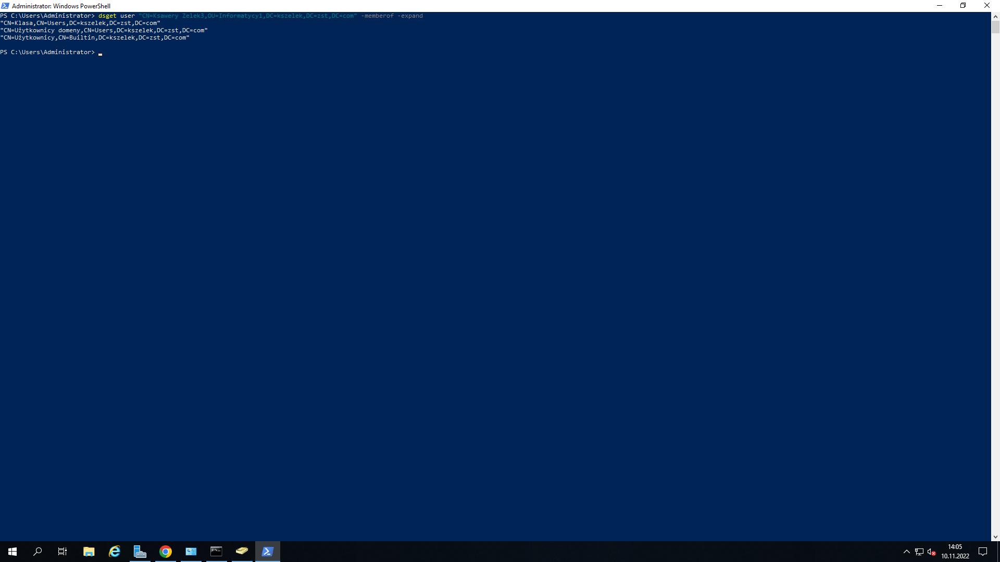 Administrator: Windows PowerShell
PS C:\Users\Administrator> dsget user "CN=Ksawery Zelek3,OU=Informatycy1,DC=kszelek,DC=zst,DC=com" -memberof -expand
"CN=Klasa,CN=Users,DC=kszelek,DC=zst,DC=com"
"CN=Użytkownicy domeny,CN=Users,DC=kszelek,DC=zst,DC=com"
"CN=Użytkownicy,CN=Builtin,DC=kszelek,DC=zst,DC=com"
PS C:\Users\Administrator>
14:05
10.11.2022